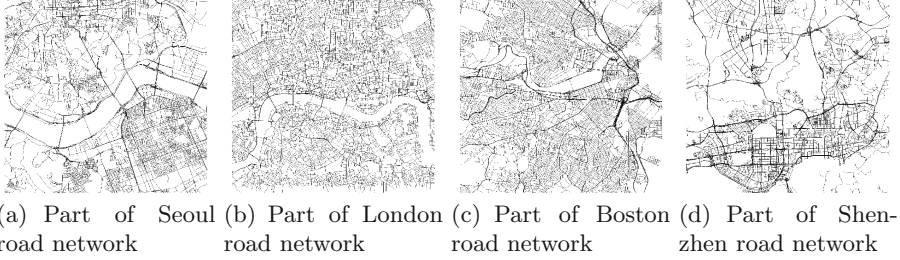 (a) Part of Seoul
road network
(b) Part of London
road network
(c) Part of Boston
road network
(d) Part of Shen-
zhen road network